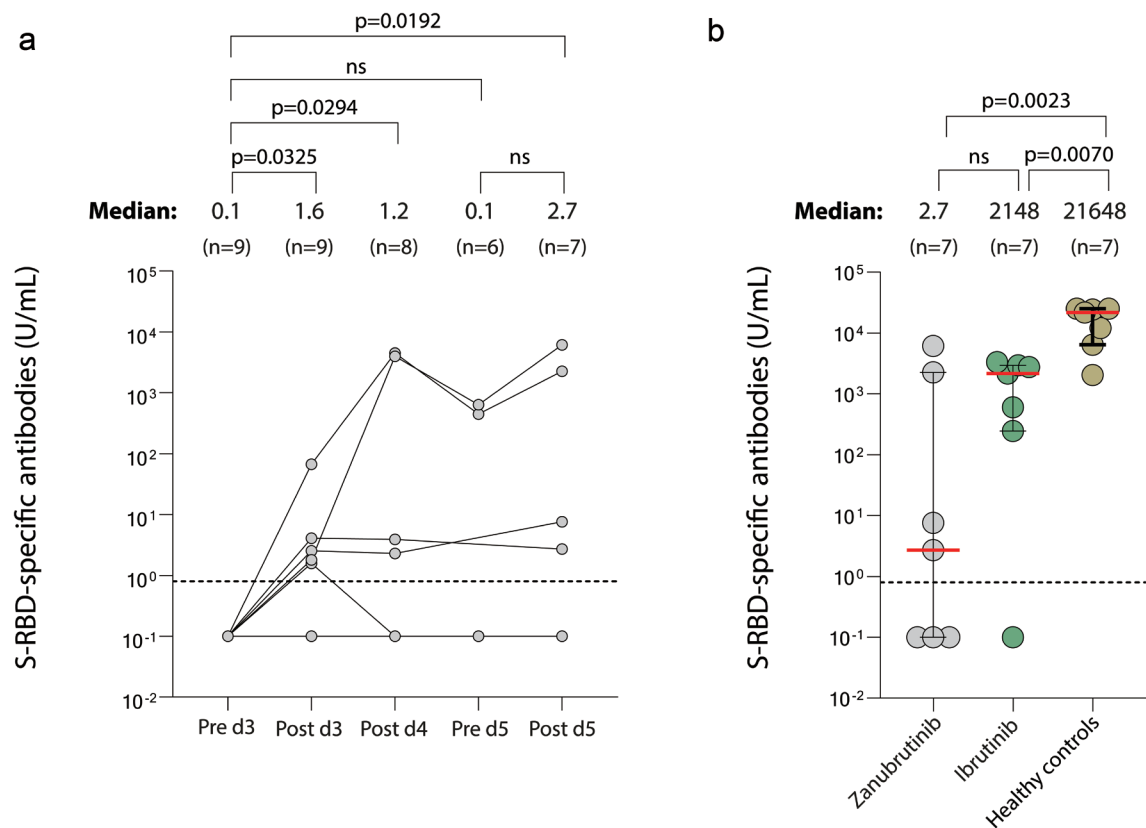 a
p=0.0192
ns
p=0.0294
p=0.0325
ns
Median: 0.1 1.6 1.2 0.1 2.7
(n=9) (n=9) (n=8) (n=6) (n=7)
S-RBD-specific antibodies (U/mL)
10^5
10^4
10^3
10^2
10^1
10^0
10^-1
10^-2
Pre d3 Post d3 Post d4 Pre d5 Post d5
b
p=0.0023
ns p=0.0070
Median: 2.7 2148 21648
(n=7) (n=7) (n=7)
S-RBD-specific antibodies (U/mL)
10^5
10^4
10^3
10^2
10^1
10^0
10^-1
10^-2
Zanubrutinib
Ibrutinib
Healthy controls